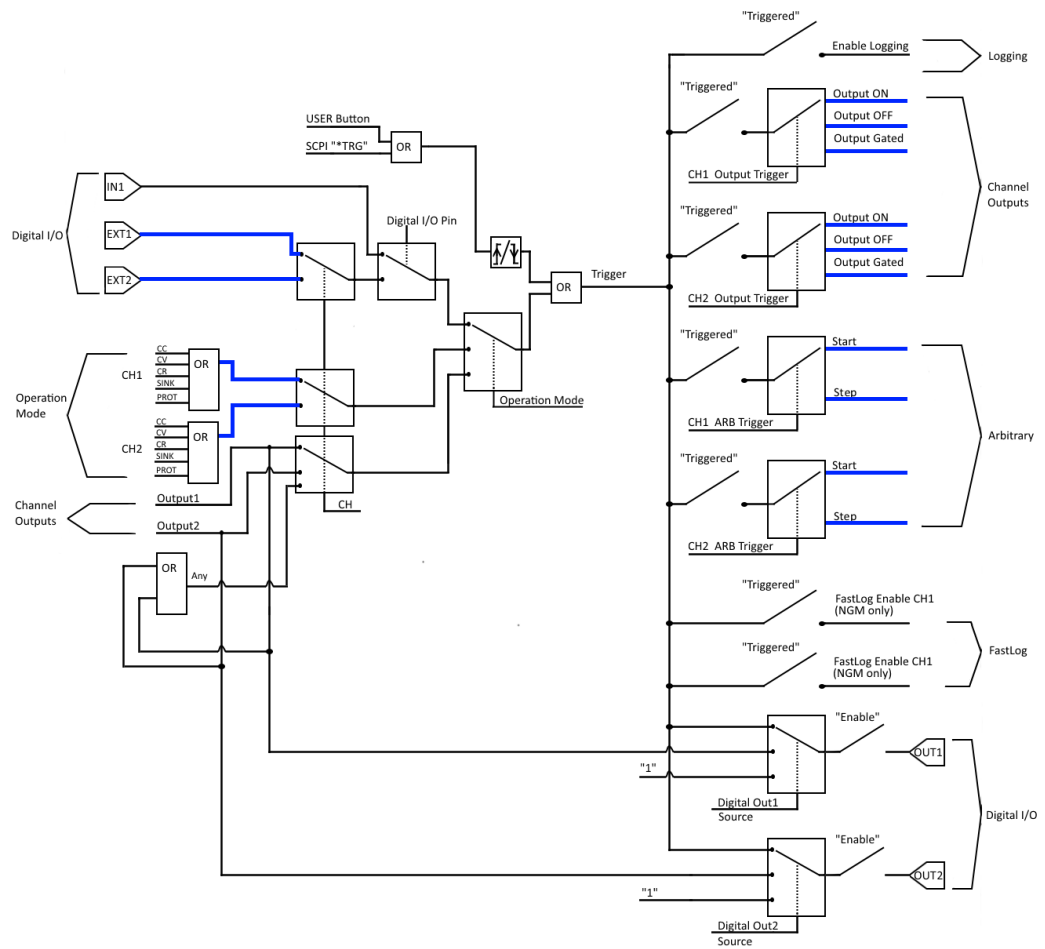 "Triggered"
Enable Logging
Logging
"Triggered"
Output ON
Output OFF
Output Gated
CH1 Output Trigger
Channel
Outputs
USER Button
SCPI "*TRG"
OR
IN1
Digital I/O
EXT1
EXT2
Digital I/O Pin
"Triggered"
Output ON
Output OFF
Output Gated
CH2 Output Trigger
OR
Trigger
CC
CV
CR
SINK
PROT
OR
CH1
Operation
Mode
CC
CV
CR
SINK
PROT
OR
CH2
Operation Mode
"Triggered"
Start
Step
CH1 ARB Trigger
Arbitrary
"Triggered"
Start
Step
CH2 ARB Trigger
Channel
Outputs
Output1
Output2
CH
OR
Any
"Triggered"
FastLog Enable CH1
(NGM only)
FastLog
"Triggered"
FastLog Enable CH1
(NGM only)
"Enable"
OUT1
"1"
Digital Out1
Source
Digital I/O
"Enable"
OUT2
"1"
Digital Out2
Source